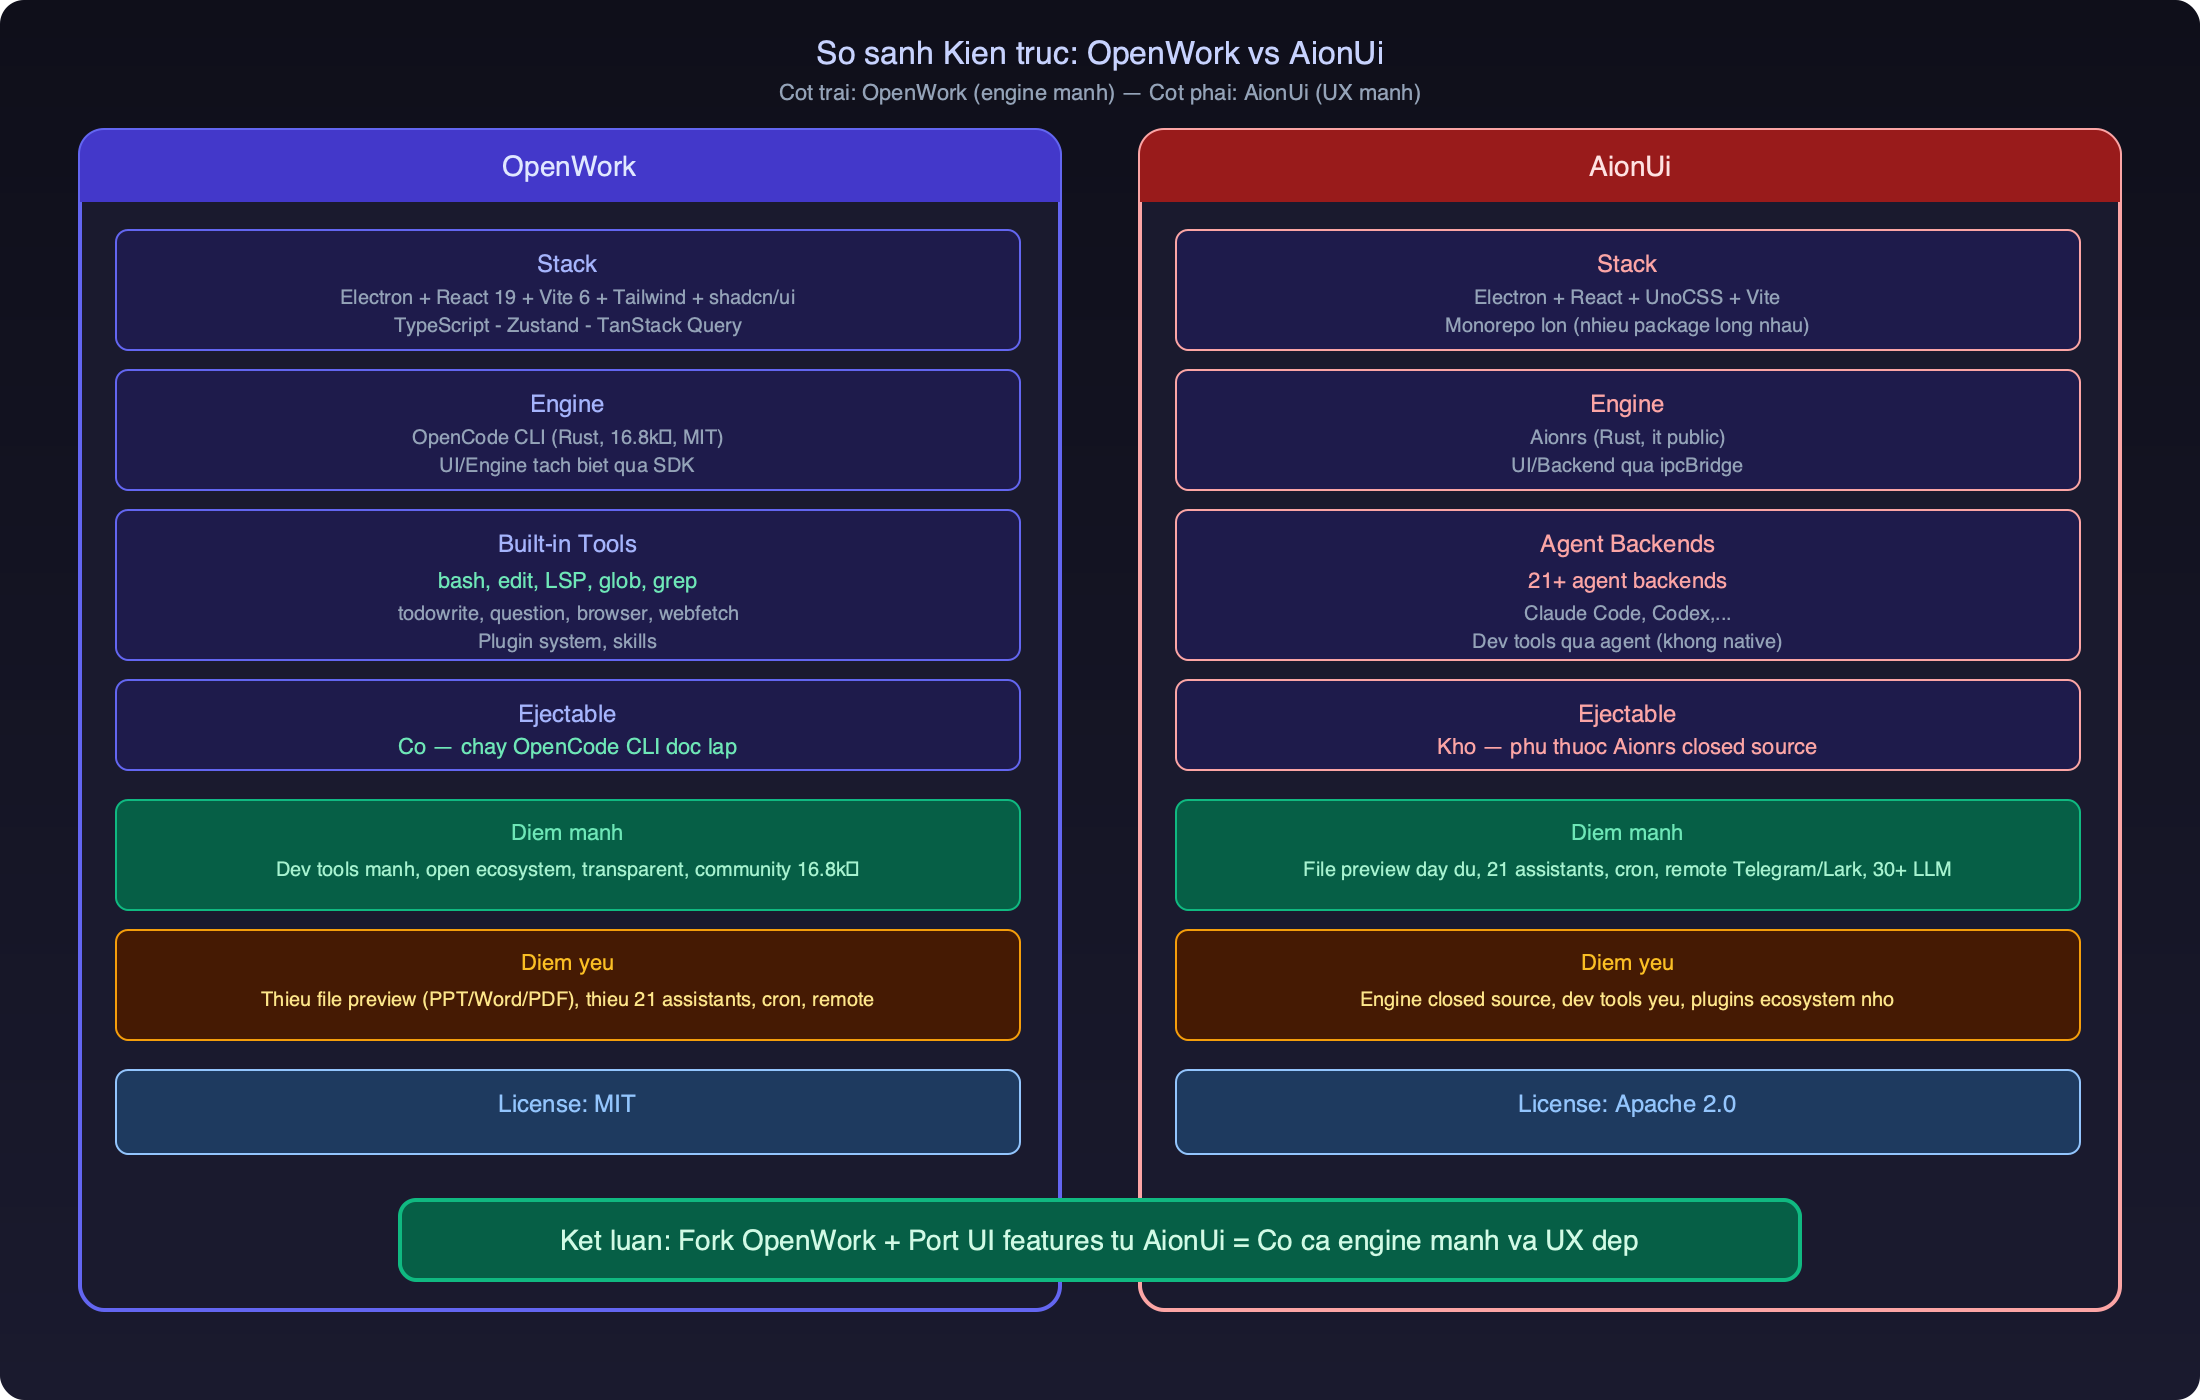 So sanh Kien truc: OpenWork vs AionUi
Cot trai: OpenWork (engine manh) — Cot phai: AionUi (UX manh)
OpenWork
Stack
Electron + React 19 + Vite 6 + Tailwind + shadcn/ui
TypeScript - Zustand - TanStack Query
Engine
OpenCode CLI (Rust, 16.8k▯, MIT)
UI/Engine tach biet qua SDK
Built-in Tools
bash, edit, LSP, glob, grep
todowrite, question, browser, webfetch
Plugin system, skills
Ejectable
Co — chay OpenCode CLI doc lap
Diem manh
Dev tools manh, open ecosystem, transparent, community 16.8k▯
Diem yeu
Thieu file preview (PPT/Word/PDF), thieu 21 assistants, cron, remote
License: MIT
AionUi
Stack
Electron + React + UnoCSS + Vite
Monorepo lon (nhieu package long nhau)
Engine
Aionrs (Rust, it public)
UI/Backend qua ipcBridge
Agent Backends
21+ agent backends
Claude Code, Codex,...
Dev tools qua agent (khong native)
Ejectable
Kho — phu thuoc Aionrs closed source
Diem manh
File preview day du, 21 assistants, cron, remote Telegram/Lark, 30+ LLM
Diem yeu
Engine closed source, dev tools yeu, plugins ecosystem nho
License: Apache 2.0
Ket luan: Fork OpenWork + Port UI features tu AionUi = Co ca engine manh va UX dep